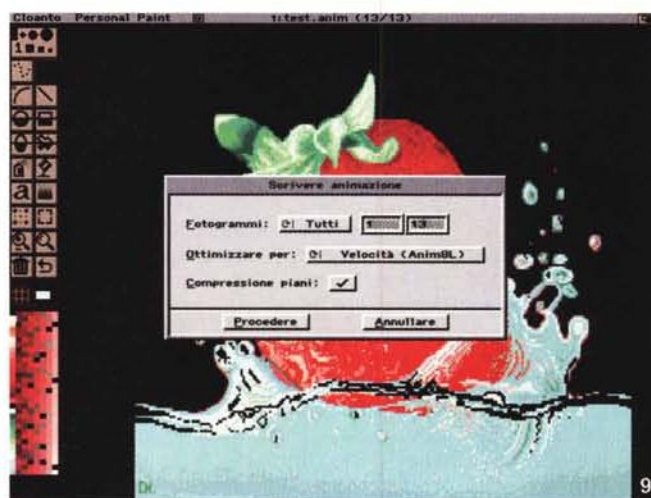 Cloanto Personal Paint 1:test.anim (13/13)
1
a
Scrivere animazione
Fotogrammi: Tutti 1 13
Ottimizzare per: Velocità (Anim8L)
Compressione piani: ✓
Procedere Annullare
9